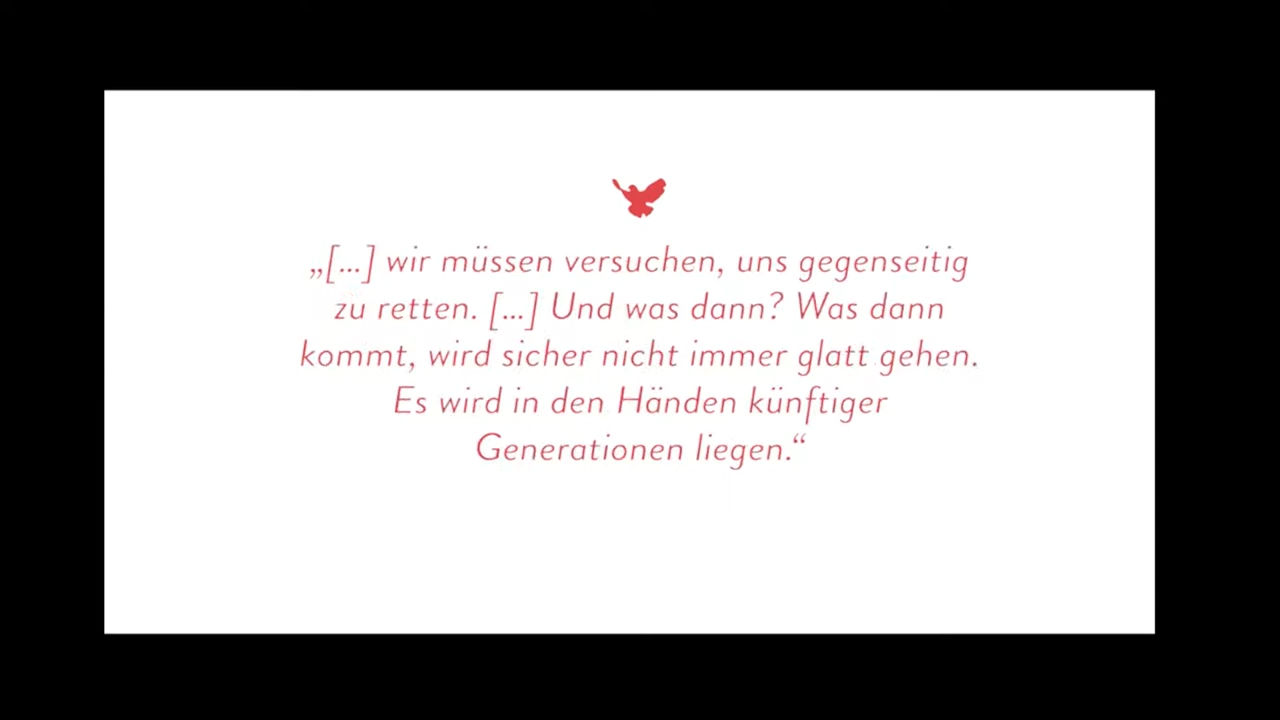 „[...] wir müssen versuchen, uns gegenseitig
zu retten. [...] Und was dann? Was dann
kommt, wird sicher nicht immer glatt gehen.
Es wird in den Händen künftiger
Generationen liegen.“